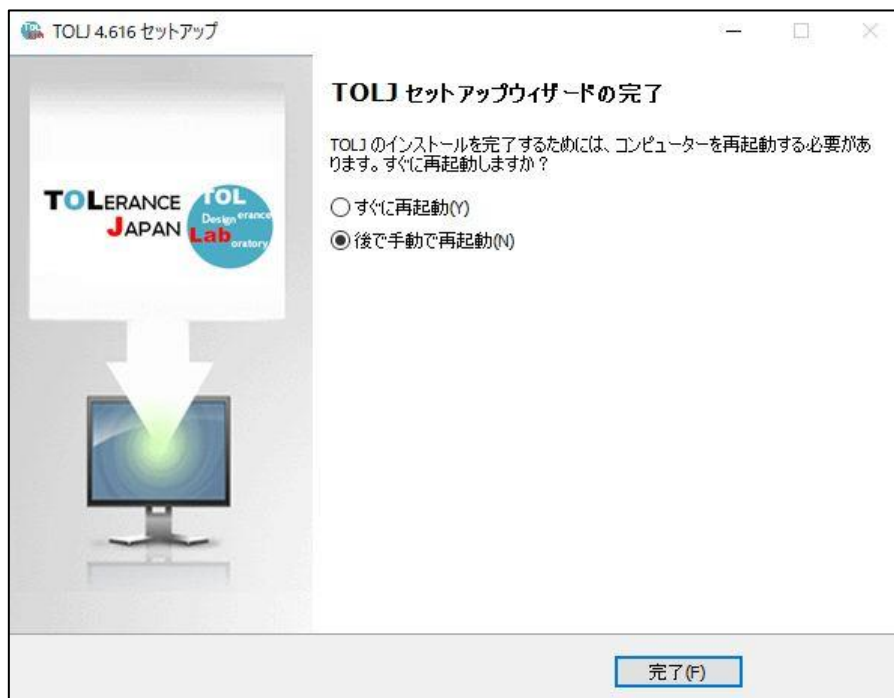 TOLJ 4.616 セットアップ
TOLJ セットアップウィザードの完了
TOLJ のインストールを完了するためには、コンピューターを再起動する必要があ
ります。すぐに再起動しますか？
すぐに再起動(Y)
後で手動で再起動(N)
TOLERANCE
JAPAN
TOL
Designerance
Laboratory
完了(F)